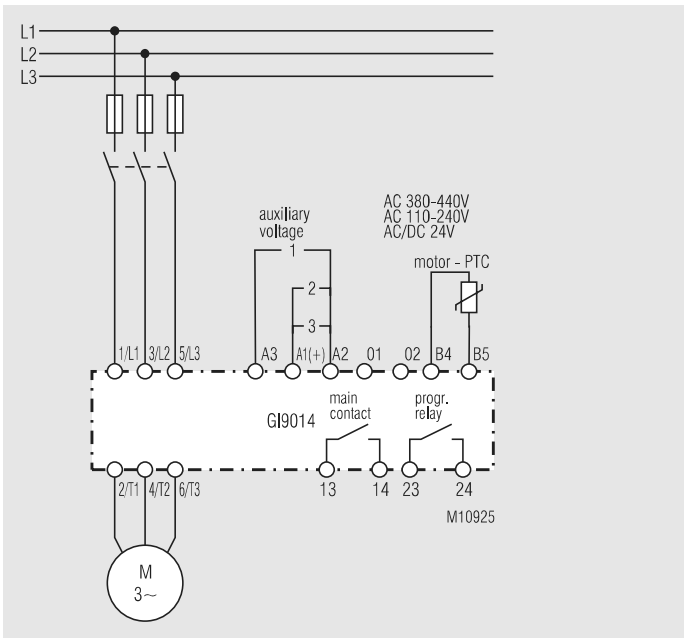 L1
L2
L3
AC 380-440V
AC 110-240V
AC/DC 24V
auxiliary
voltage
1
motor - PTC
2
3
1/L1 3/L2 5/L3 A3 A1(+) A2 01 02 B4 B5
main
contact
progr.
relay
GI9014
2/T1 4/T2 6/T3 13 14 23 24
M10925
M
3~